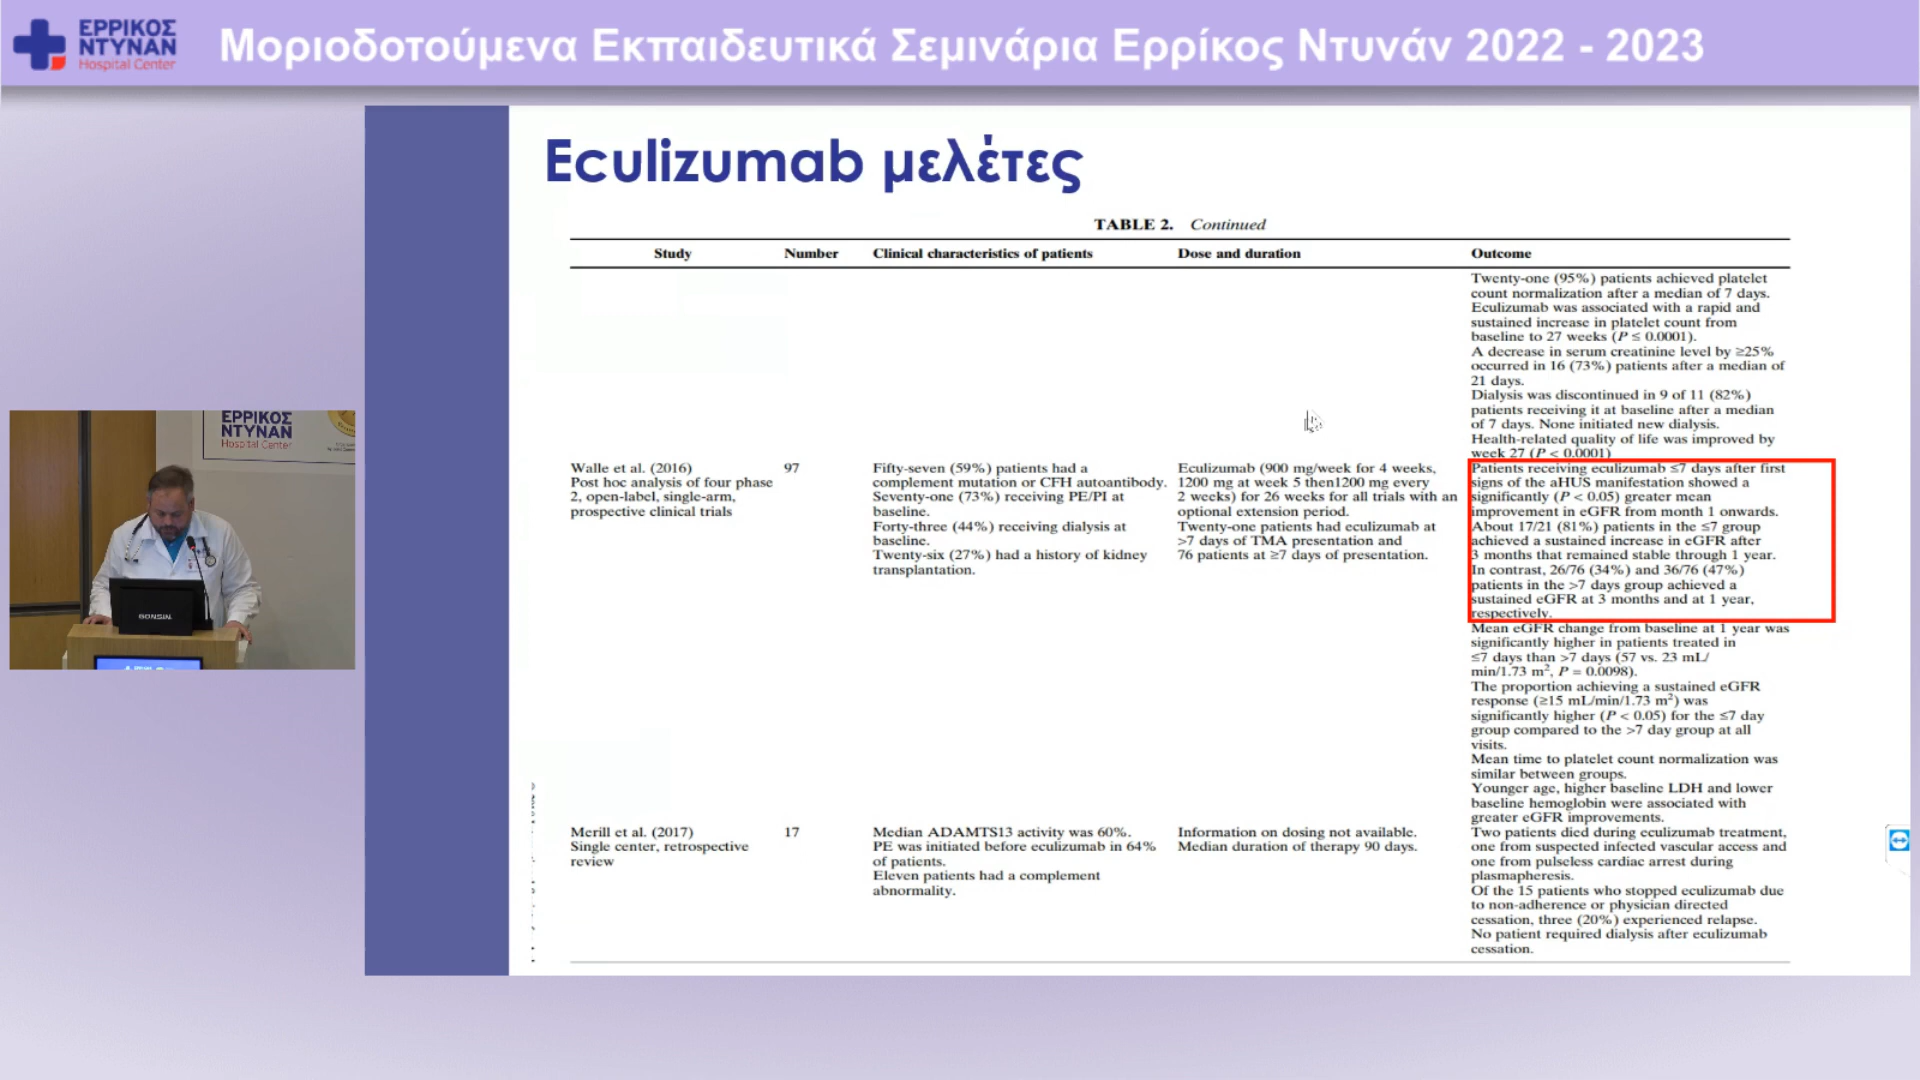 ΕΡΡΙΚΟΣ
ΝΤΥΝΑΝ
Hospital Center
Μοριοδοτούμενα Εκπαιδευτικά Σεμινάρια Ερρίκος Ντυνάν 2022 - 2023
Eculizumab μελέτες
TABLE 2. Continued
Study Number Clinical characteristics of patients Dose and duration Outcome
Twenty-one (95%) patients achieved platelet
count normalization after a median of 7 days.
Eculizumab was associated with a rapid and
sustained increase in platelet count from
baseline to 27 weeks (P ≤ 0.0001).
A decrease in serum creatinine level by ≥25%
occurred in 16 (73%) patients after a median of
21 days.
Dialysis was discontinued in 9 of 11 (82%)
patients receiving it at baseline after a median
of 7 days. None initiated new dialysis.
Health-related quality of life was improved by
week 27 (P < 0.0001)
Walle et al. (2016)
Post hoc analysis of four phase
2, open-label, single-arm,
prospective clinical trials
97
Fifty-seven (59%) patients had a
complement mutation or CFH autoantibody.
Seventy-one (73%) receiving PE/PI at
baseline.
Forty-three (44%) receiving dialysis at
baseline.
Twenty-six (27%) had a history of kidney
transplantation.
Eculizumab (900 mg/week for 4 weeks,
1200 mg at week 5 then1200 mg every
2 weeks) for 26 weeks for all trials with an
optional extension period.
Twenty-one patients had eculizumab at
>7 days of TMA presentation and
76 patients at ≥7 days of presentation.
Patients receiving eculizumab ≤7 days after first
signs of the aHUS manifestation showed a
significantly (P < 0.05) greater mean
improvement in eGFR from month 1 onwards.
About 17/21 (81%) patients in the ≤7 group
achieved a sustained increase in eGFR after
3 months that remained stable through 1 year.
In contrast, 26/76 (34%) and 36/76 (47%)
patients in the >7 days group achieved a
sustained eGFR at 3 months and at 1 year,
respectively.
Mean eGFR change from baseline at 1 year was
significantly higher in patients treated in
≤7 days than >7 days (57 vs. 23 mL/
min/1.73 m², P = 0.0098).
The proportion achieving a sustained eGFR
response (≥15 mL/min/1.73 m²) was
significantly higher (P < 0.05) for the ≤7 day
group compared to the >7 day group at all
visits.
Mean time to platelet count normalization was
similar between groups.
Younger age, higher baseline LDH and lower
baseline hemoglobin were associated with
greater eGFR improvements.
Merill et al. (2017)
Single center, retrospective
review
17
Median ADAMTS13 activity was 60%.
PE was initiated before eculizumab in 64%
of patients.
Eleven patients had a complement
abnormality.
Information on dosing not available.
Median duration of therapy 90 days.
Two patients died during eculizumab treatment,
one from suspected infected vascular access and
one from pulseless cardiac arrest during
plasmapheresis.
Of the 15 patients who stopped eculizumab due
to non-adherence or physician directed
cessation, three (20%) experienced relapse.
No patient required dialysis after eculizumab
cessation.
ΕΡΡΙΚΟΣ
ΝΤΥΝΑΝ
Hospital Center
GONSIN